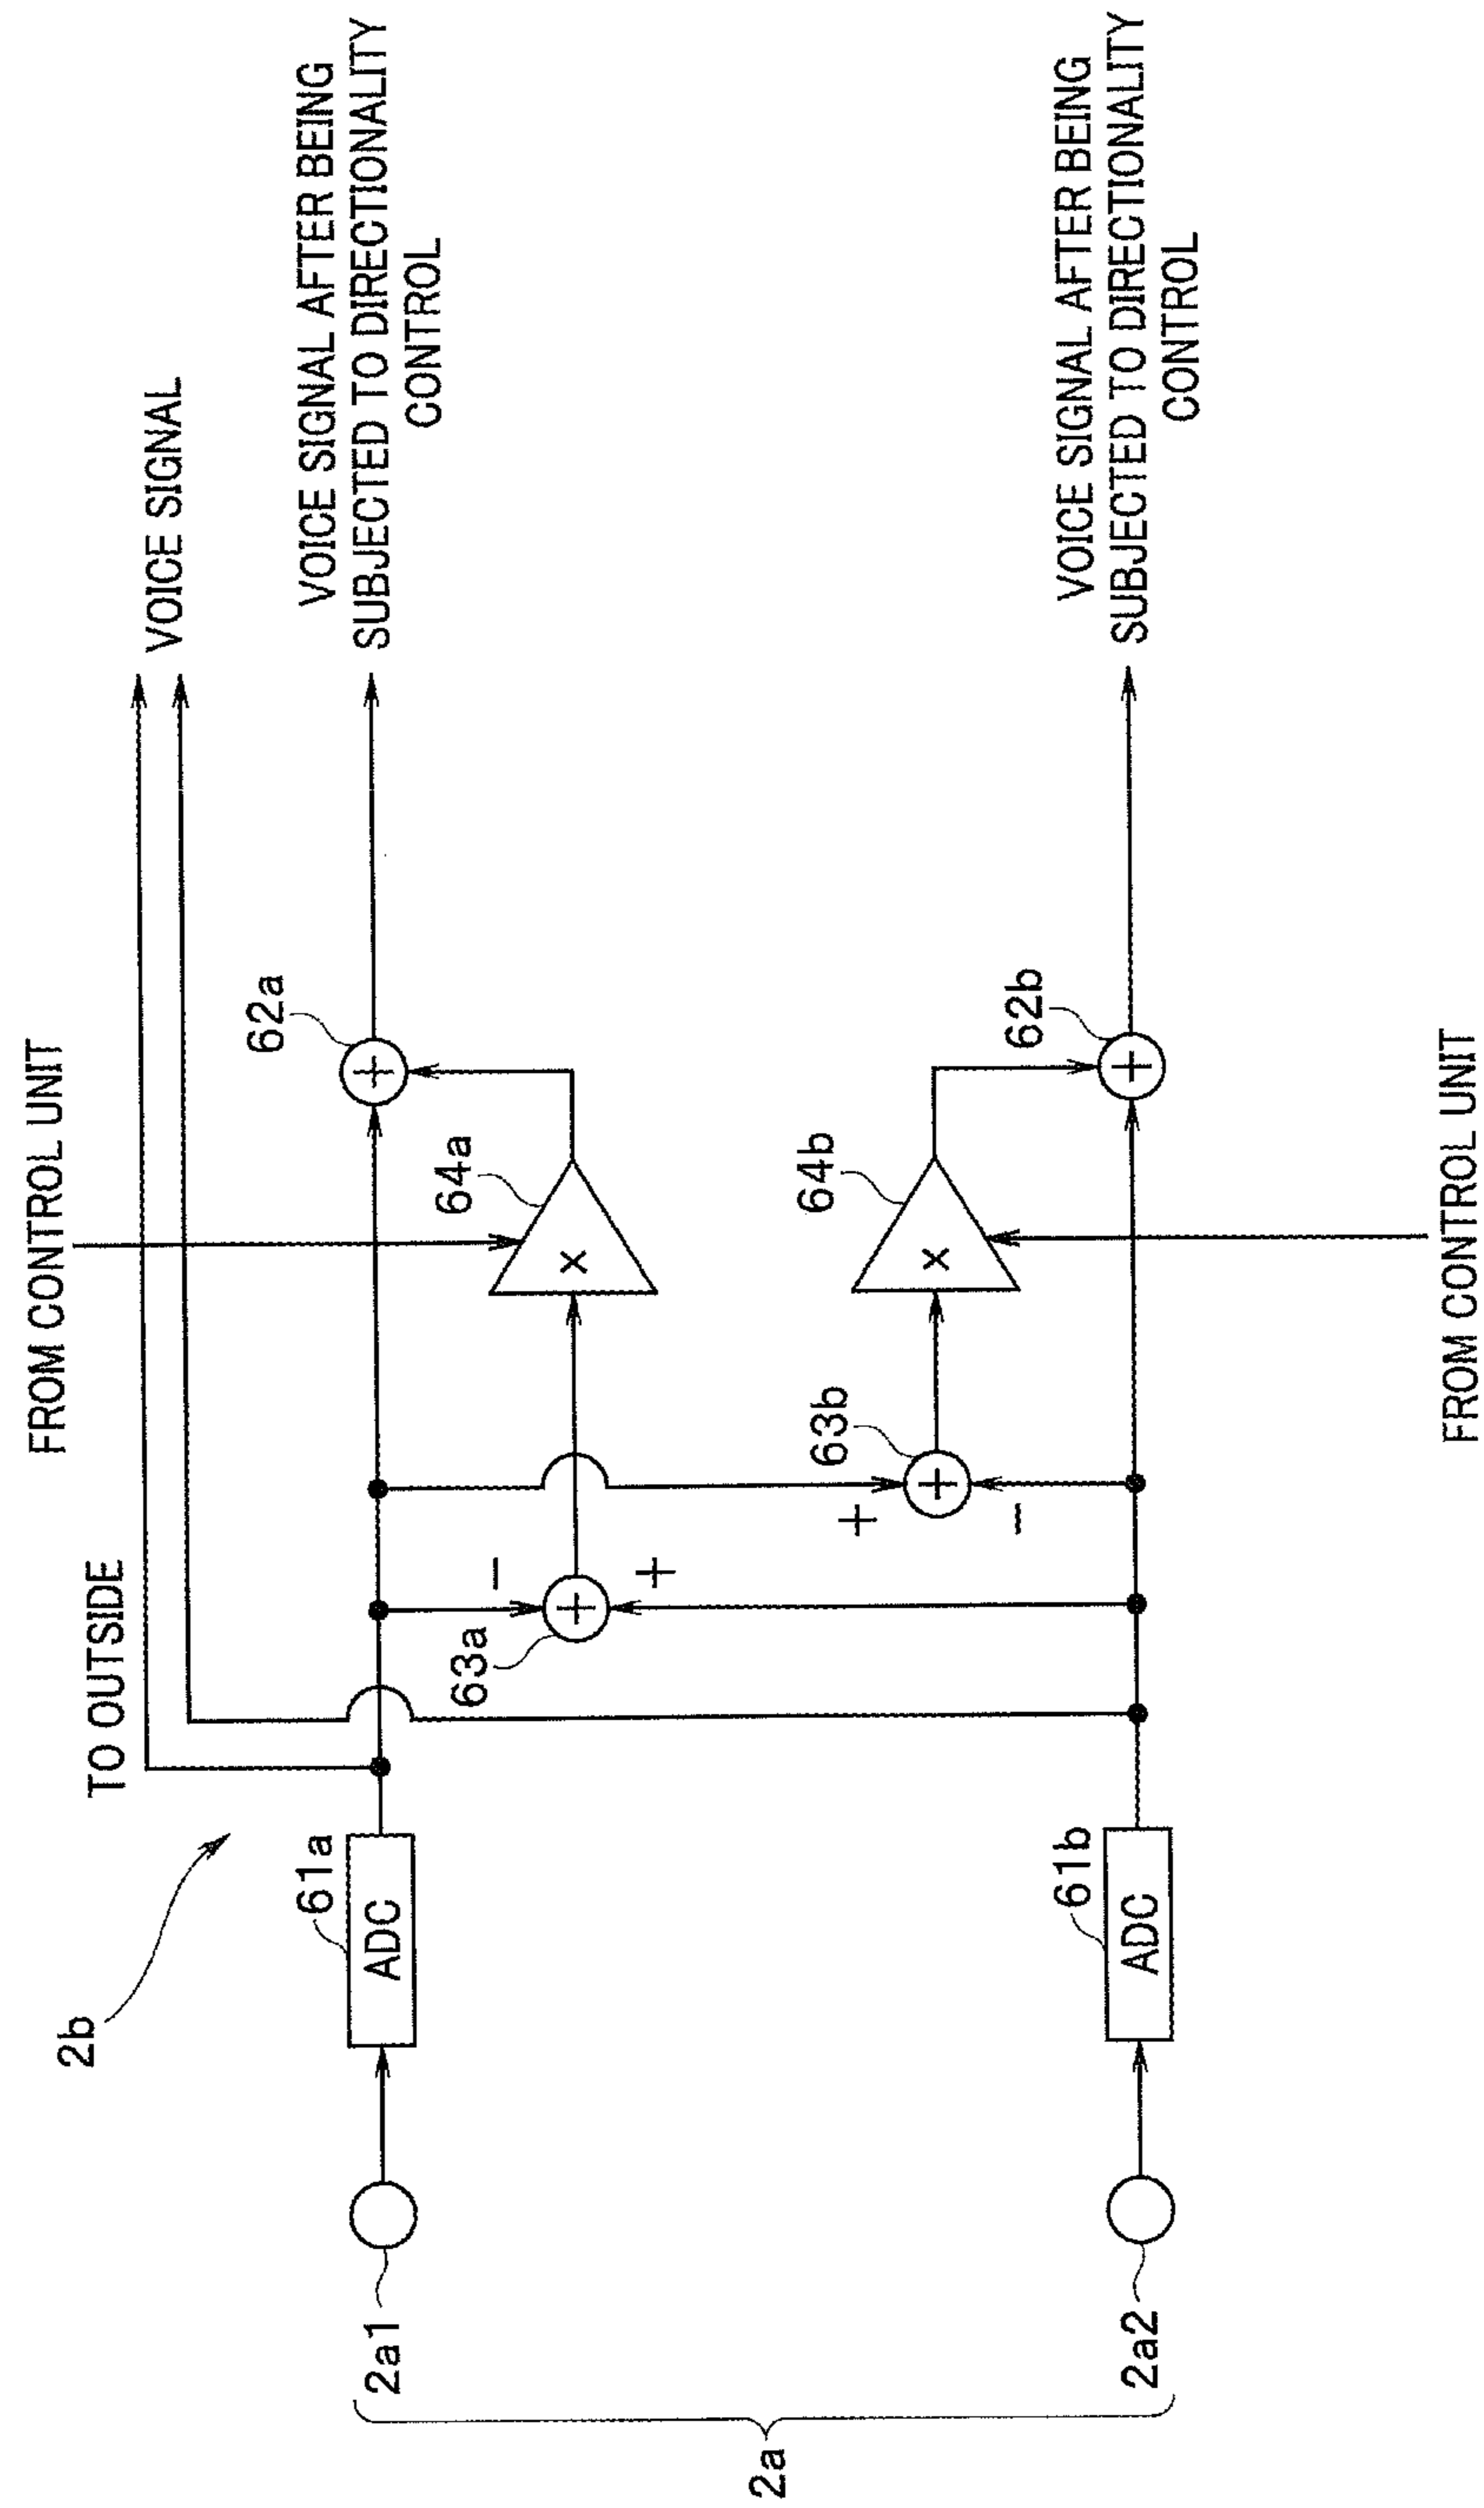 FROM CONTROL UNIT
TO OUTSIDE
VOICE SIGNAL
2b
61a
ADC
62a
VOICE SIGNAL AFTER BEING
SUBJECTED TO DIRECTIONALITY
CONTROL
2a1
63a
−
+
64a
×
+
2a
63b
+
−
+
64b
×
62b
+
VOICE SIGNAL AFTER BEING
SUBJECTED TO DIRECTIONALITY
CONTROL
61b
ADC
2a2
+
FROM CONTROL UNIT